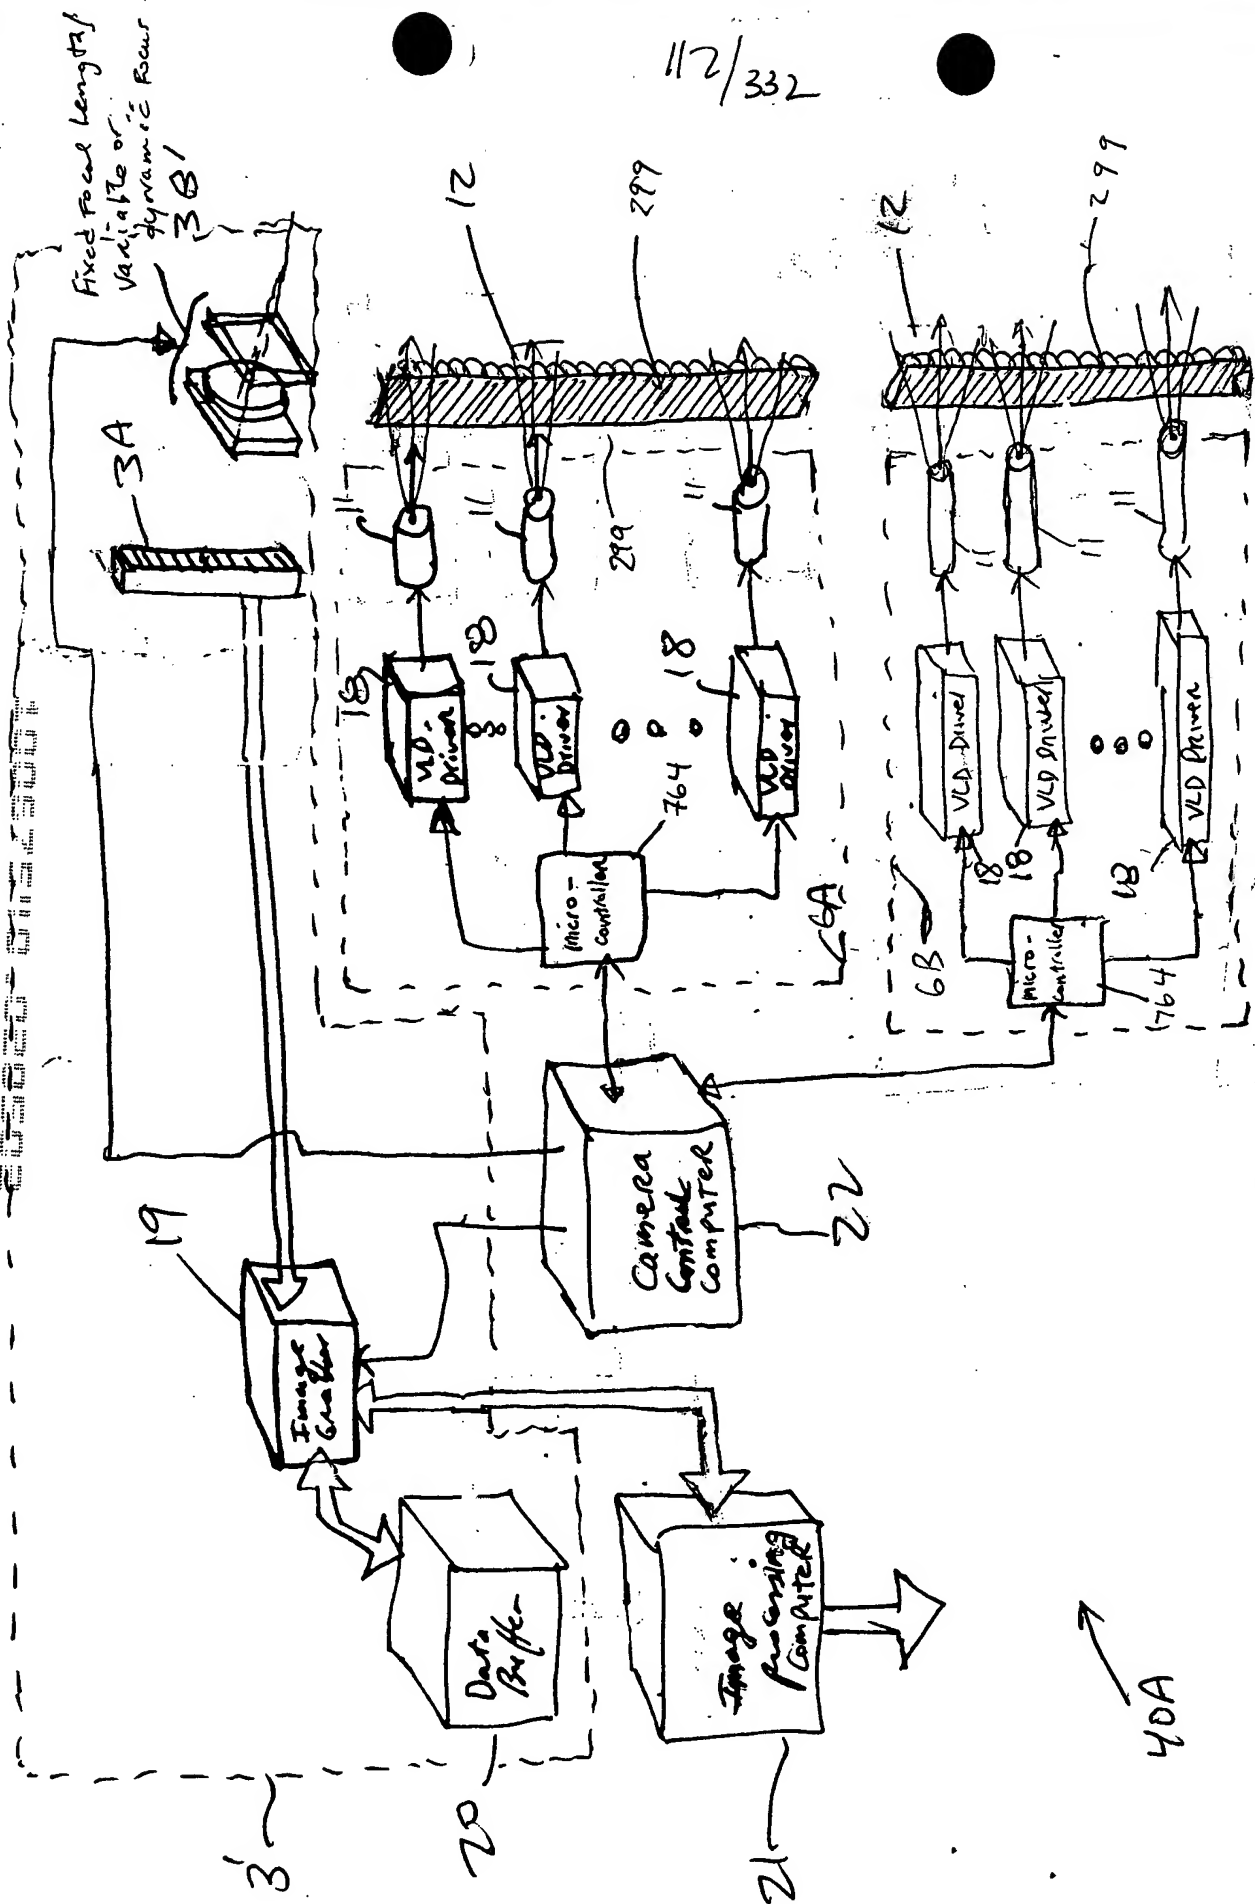 112/332
Fixed Focal Length/
Variable or
dynamic Focus
3B'
3A
12
299
12
299
299
11
11
11
11
11
11
18
18
18
18
18
18
VLD
Driver
VLD
Driver
VLD
Driver
VLD Driver
VLD Driver
VLD Driver
764
Micro-
controller
6A
6B
Micro-
controller
764
19
Image
Grabber
Camera
Control
Computer
22
Data
Buffer
20
Image
Processing
Computer
21
3'
40A